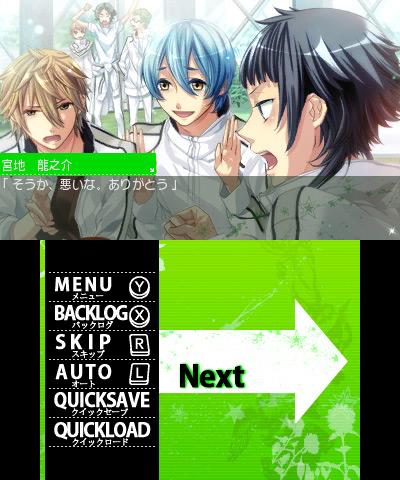 宮地 龍之介
「そうか、悪いな。ありがとう」
MENU Y
メニュー
BACKLOG X
バックログ
SKIP R
スキップ
AUTO L
オート
QUICKSAVE
クイックセーブ
QUICKLOAD
クイックロード
Next